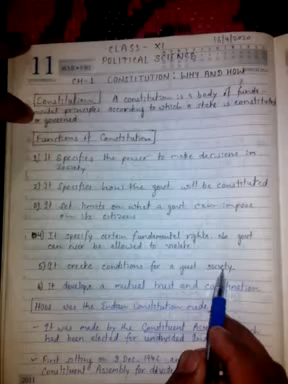 CLASS - XI
POLITICAL SCIENCE
11
CH-1 CONSTITUTION: WHY AND HOW
Constitution A constitution is a body of funda-
mental principles according to which a state is constituted
or governed
Functions of Constitution
1) It specifies the power to make decisions in
society
2) It specifies how the govt will be constituted
3) It set limits on what a govt can impose
on its citizens
4) It specify certain fundamental rights. No govt
can ever be allowed to violate
5) It create conditions for a just society
6) It develops a mutual trust and
How was the Indian Constitution made
- It was made by the Constituent
had been elected for undivided
- First sitting on 9 Dec 1946
Constituent Assembly for
2011